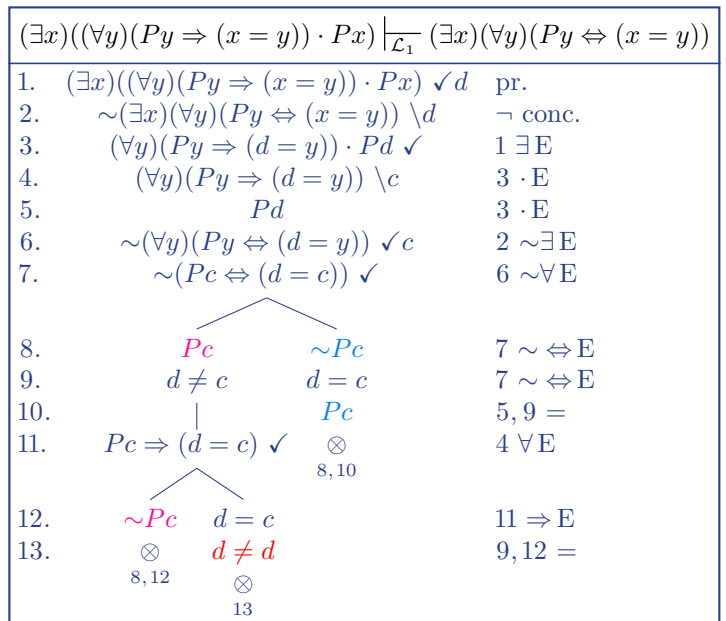 (∃x)((∀y)(Py ⇒ (x = y)) · Px) ⊢ℒ₁ (∃x)(∀y)(Py ⇔ (x = y))
1. (∃x)((∀y)(Py ⇒ (x = y)) · Px) ✓d pr.
2. ∼(∃x)(∀y)(Py ⇔ (x = y)) \d ¬ conc.
3. (∀y)(Py ⇒ (d = y)) · Pd ✓ 1 ∃E
4. (∀y)(Py ⇒ (d = y)) \c 3 ·E
5. Pd 3 ·E
6. ∼(∀y)(Py ⇔ (d = y)) ✓c 2 ∼∃E
7. ∼(Pc ⇔ (d = c)) ✓ 6 ∼∀E
8. Pc ∼Pc 7 ∼⇔E
9. d ≠ c d = c 7 ∼⇔E
10. Pc 5, 9 =
11. Pc ⇒ (d = c) ✓ ⊗ 4 ∀E
8, 10
12. ∼Pc d = c 11 ⇒E
13. ⊗ d ≠ d 9, 12 =
8, 12 ⊗
13